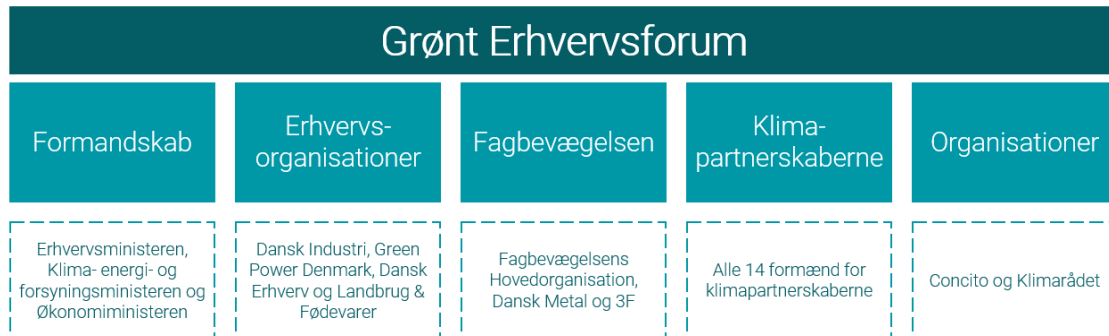 Grønt Erhvervsforum
Formandskab
Erhvervs-
organisationer
Fagbevægelsen
Klima-
partnerskaberne
Organisationer
Erhvervsministeren,
Klima- energi- og
forsyningsministeren og
Økonomiministeren
Dansk Industri, Green
Power Denmark, Dansk
Erhverv og Landbrug &
Fødevarer
Fagbevægelsens
Hovedorganisation,
Dansk Metal og 3F
Alle 14 formænd for
klimapartnerskaberne
Concito og Klimarådet